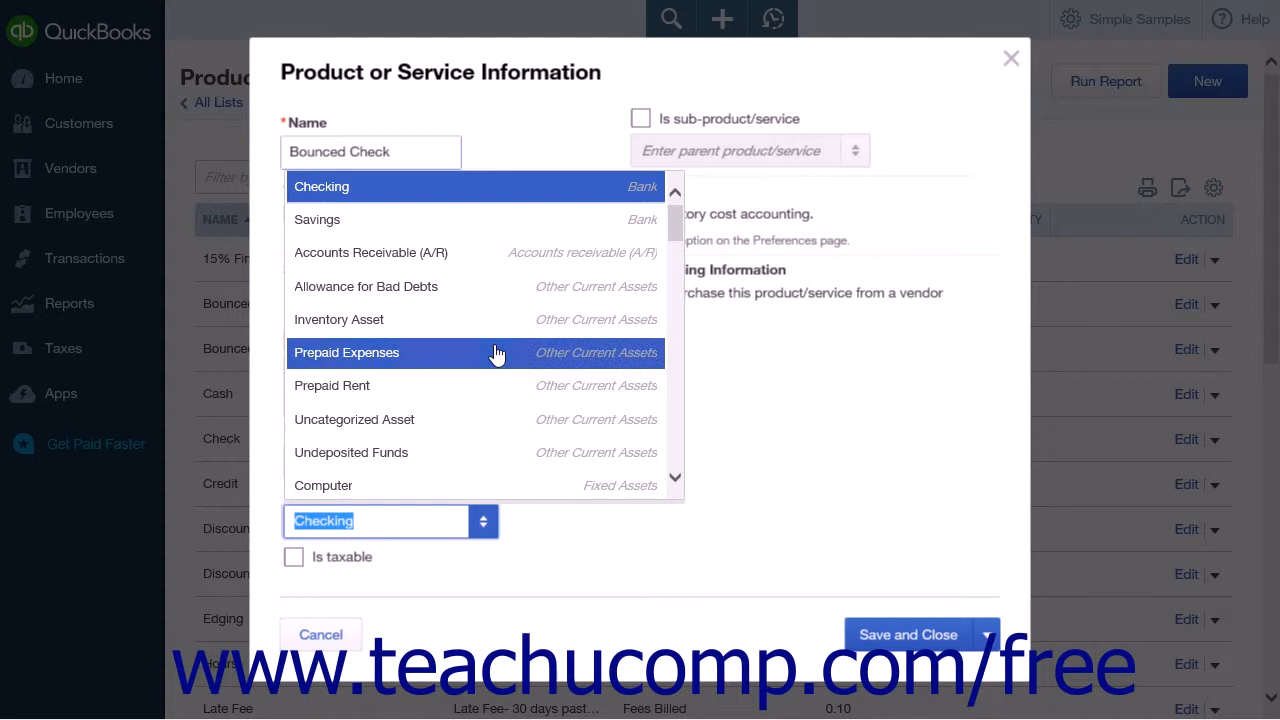 QuickBooks
Simple Samples
Help
Home
Customers
Vendors
Employees
Transactions
Reports
Taxes
Apps
Get Paid Faster
Produc
All Lists
Run Report
New
Filter by
NAME
ACTION
15% Fir
Edit
Bounce
Edit
Bounce
Edit
Cash
Edit
Check
Edit
Credit
Edit
Discoun
Edit
Discoun
Edit
Edging
Edit
Edit
Late Fee
Late Fee- 30 days past...
Fees Billed
0.10
Edit
Product or Service Information
* Name
Bounced Check
Is sub-product/service
Enter parent product/service
Checking Bank
Savings Bank
Accounts Receivable (A/R) Accounts receivable (A/R)
Allowance for Bad Debts Other Current Assets
Inventory Asset Other Current Assets
Prepaid Expenses Other Current Assets
Prepaid Rent Other Current Assets
Uncategorized Asset Other Current Assets
Undeposited Funds Other Current Assets
Computer Fixed Assets
tory cost accounting.
ption on the Preferences page.
ing Information
rchase this product/service from a vendor
Checking
Is taxable
Cancel
Save and Close
www.teachucomp.com/free